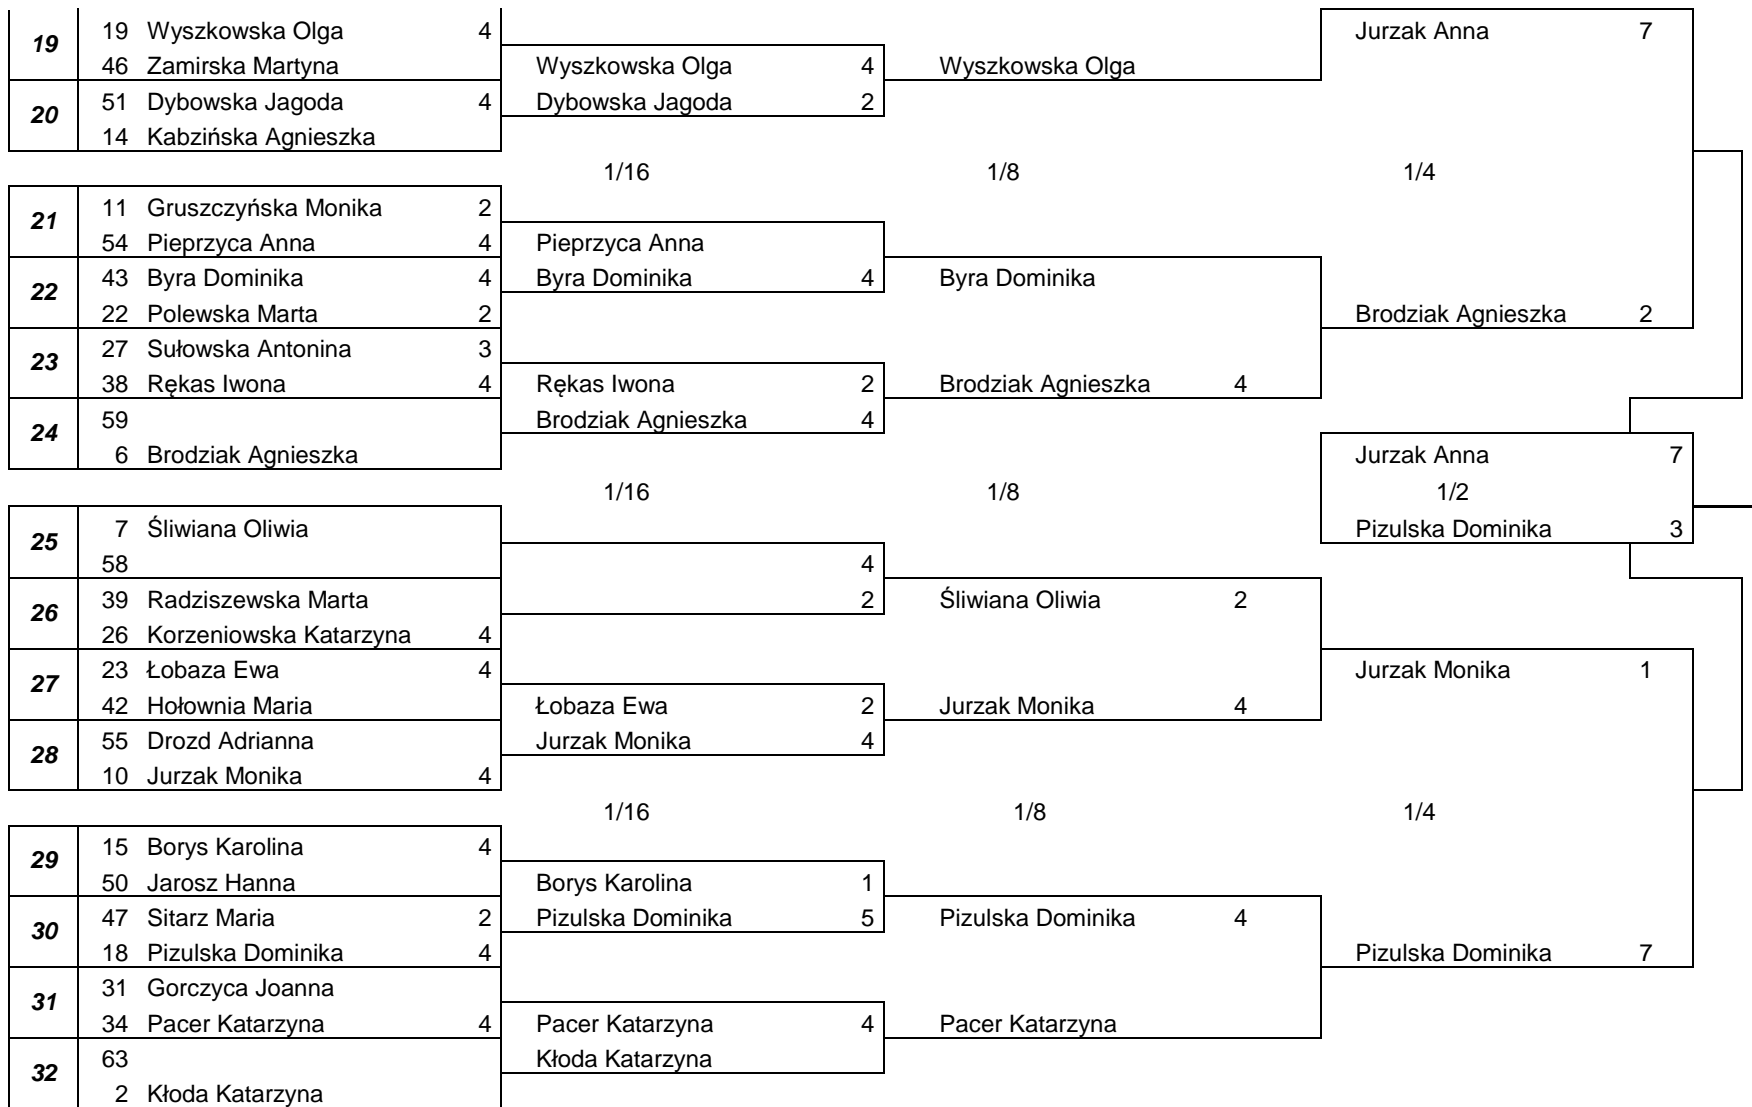 19 19 Wyszkowska Olga 4 Jurzak Anna 7
46 Zamirska Martyna Wyszkowska Olga 4 Wyszkowska Olga
20 51 Dybowska Jagoda 4 Dybowska Jagoda 2
14 Kabzińska Agnieszka
1/16 1/8 1/4
21 11 Gruszczyńska Monika 2
54 Pieprzyca Anna 4 Pieprzyca Anna
22 43 Byra Dominika 4 Byra Dominika 4 Byra Dominika
22 Polewska Marta 2 Brodziak Agnieszka 2
23 27 Sułowska Antonina 3
38 Rękas Iwona 4 Rękas Iwona 2 Brodziak Agnieszka 4
24 59 Brodziak Agnieszka 4
6 Brodziak Agnieszka Jurzak Anna 7
1/16 1/8 1/2
25 7 Śliwiana Oliwia Pizulska Dominika 3
58 4
26 39 Radziszewska Marta 2 Śliwiana Oliwia 2
26 Korzeniowska Katarzyna 4
27 23 Łobaza Ewa 4 Jurzak Monika 1
42 Hołownia Maria Łobaza Ewa 2 Jurzak Monika 4
28 55 Drozd Adrianna Jurzak Monika 4
10 Jurzak Monika 4
1/16 1/8 1/4
29 15 Borys Karolina 4
50 Jarosz Hanna Borys Karolina 1
30 47 Sitarz Maria 2 Pizulska Dominika 5 Pizulska Dominika 4
18 Pizulska Dominika 4 Pizulska Dominika 7
31 31 Gorczyca Joanna
34 Pacer Katarzyna 4 Pacer Katarzyna 4 Pacer Katarzyna
32 63 Kłoda Katarzyna
2 Kłoda Katarzyna